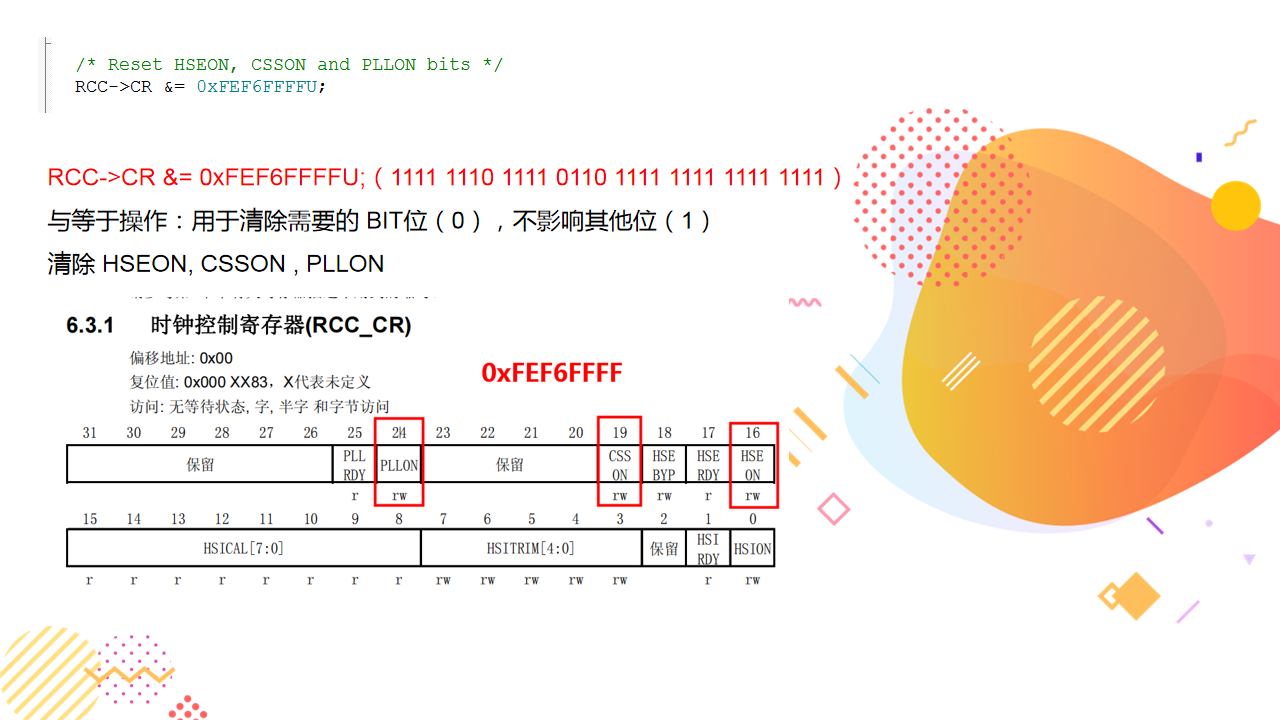 /* Reset HSEON, CSSON and PLLON bits */
RCC->CR &= 0xFEF6FFFFU;
RCC->CR &= 0xFEF6FFFFU;（1111 1110 1111 0110 1111 1111 1111 1111）
与等于操作：用于清除需要的 BIT位（0），不影响其他位（1）
清除 HSEON, CSSON , PLLON
6.3.1 时钟控制寄存器(RCC_CR)
偏移地址: 0x00
复位值: 0x000 XX83，X代表未定义
0xFEF6FFFF
访问: 无等待状态, 字, 半字 和字节访问
31 30 29 28 27 26 25 24 23 22 21 20 19 18 17 16
保留 PLL RDY PLLON 保留 CSS ON HSE BYP HSE RDY HSE ON
r rw rw rw r rw
15 14 13 12 11 10 9 8 7 6 5 4 3 2 1 0
HSICAL[7:0] HSITRIM[4:0] 保留 HSI RDY HSION
r r r r r r r r rw rw rw rw rw r rw